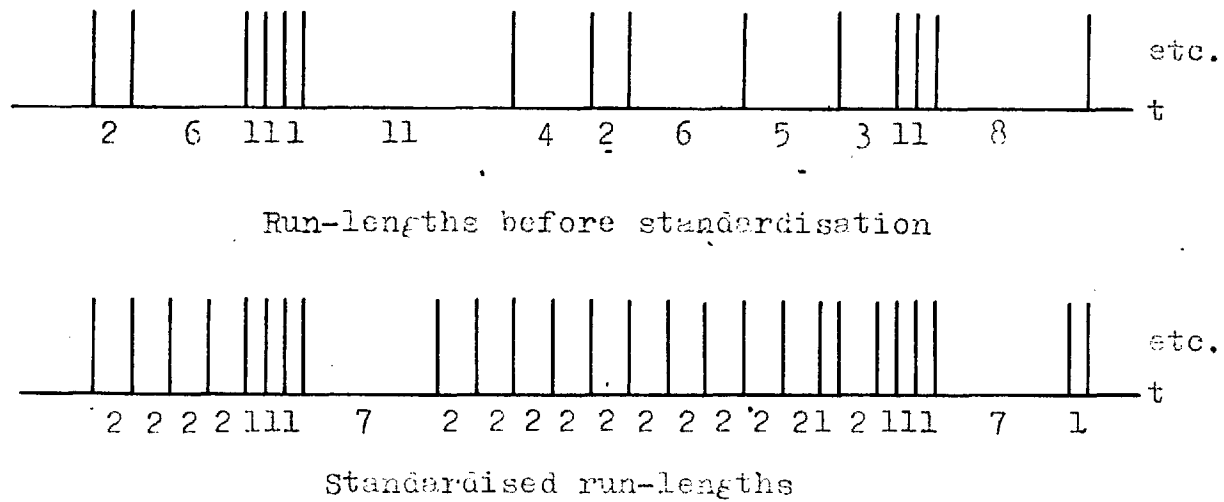 etc.
t
2 6 111 11 4 2 6 5 3 11 8
Run-lengths before standardisation
etc.
t
2 2 2 2 111 7 2 2 2 2 2 2 2 2 2 21 2 111 7 1
Standardised run-lengths